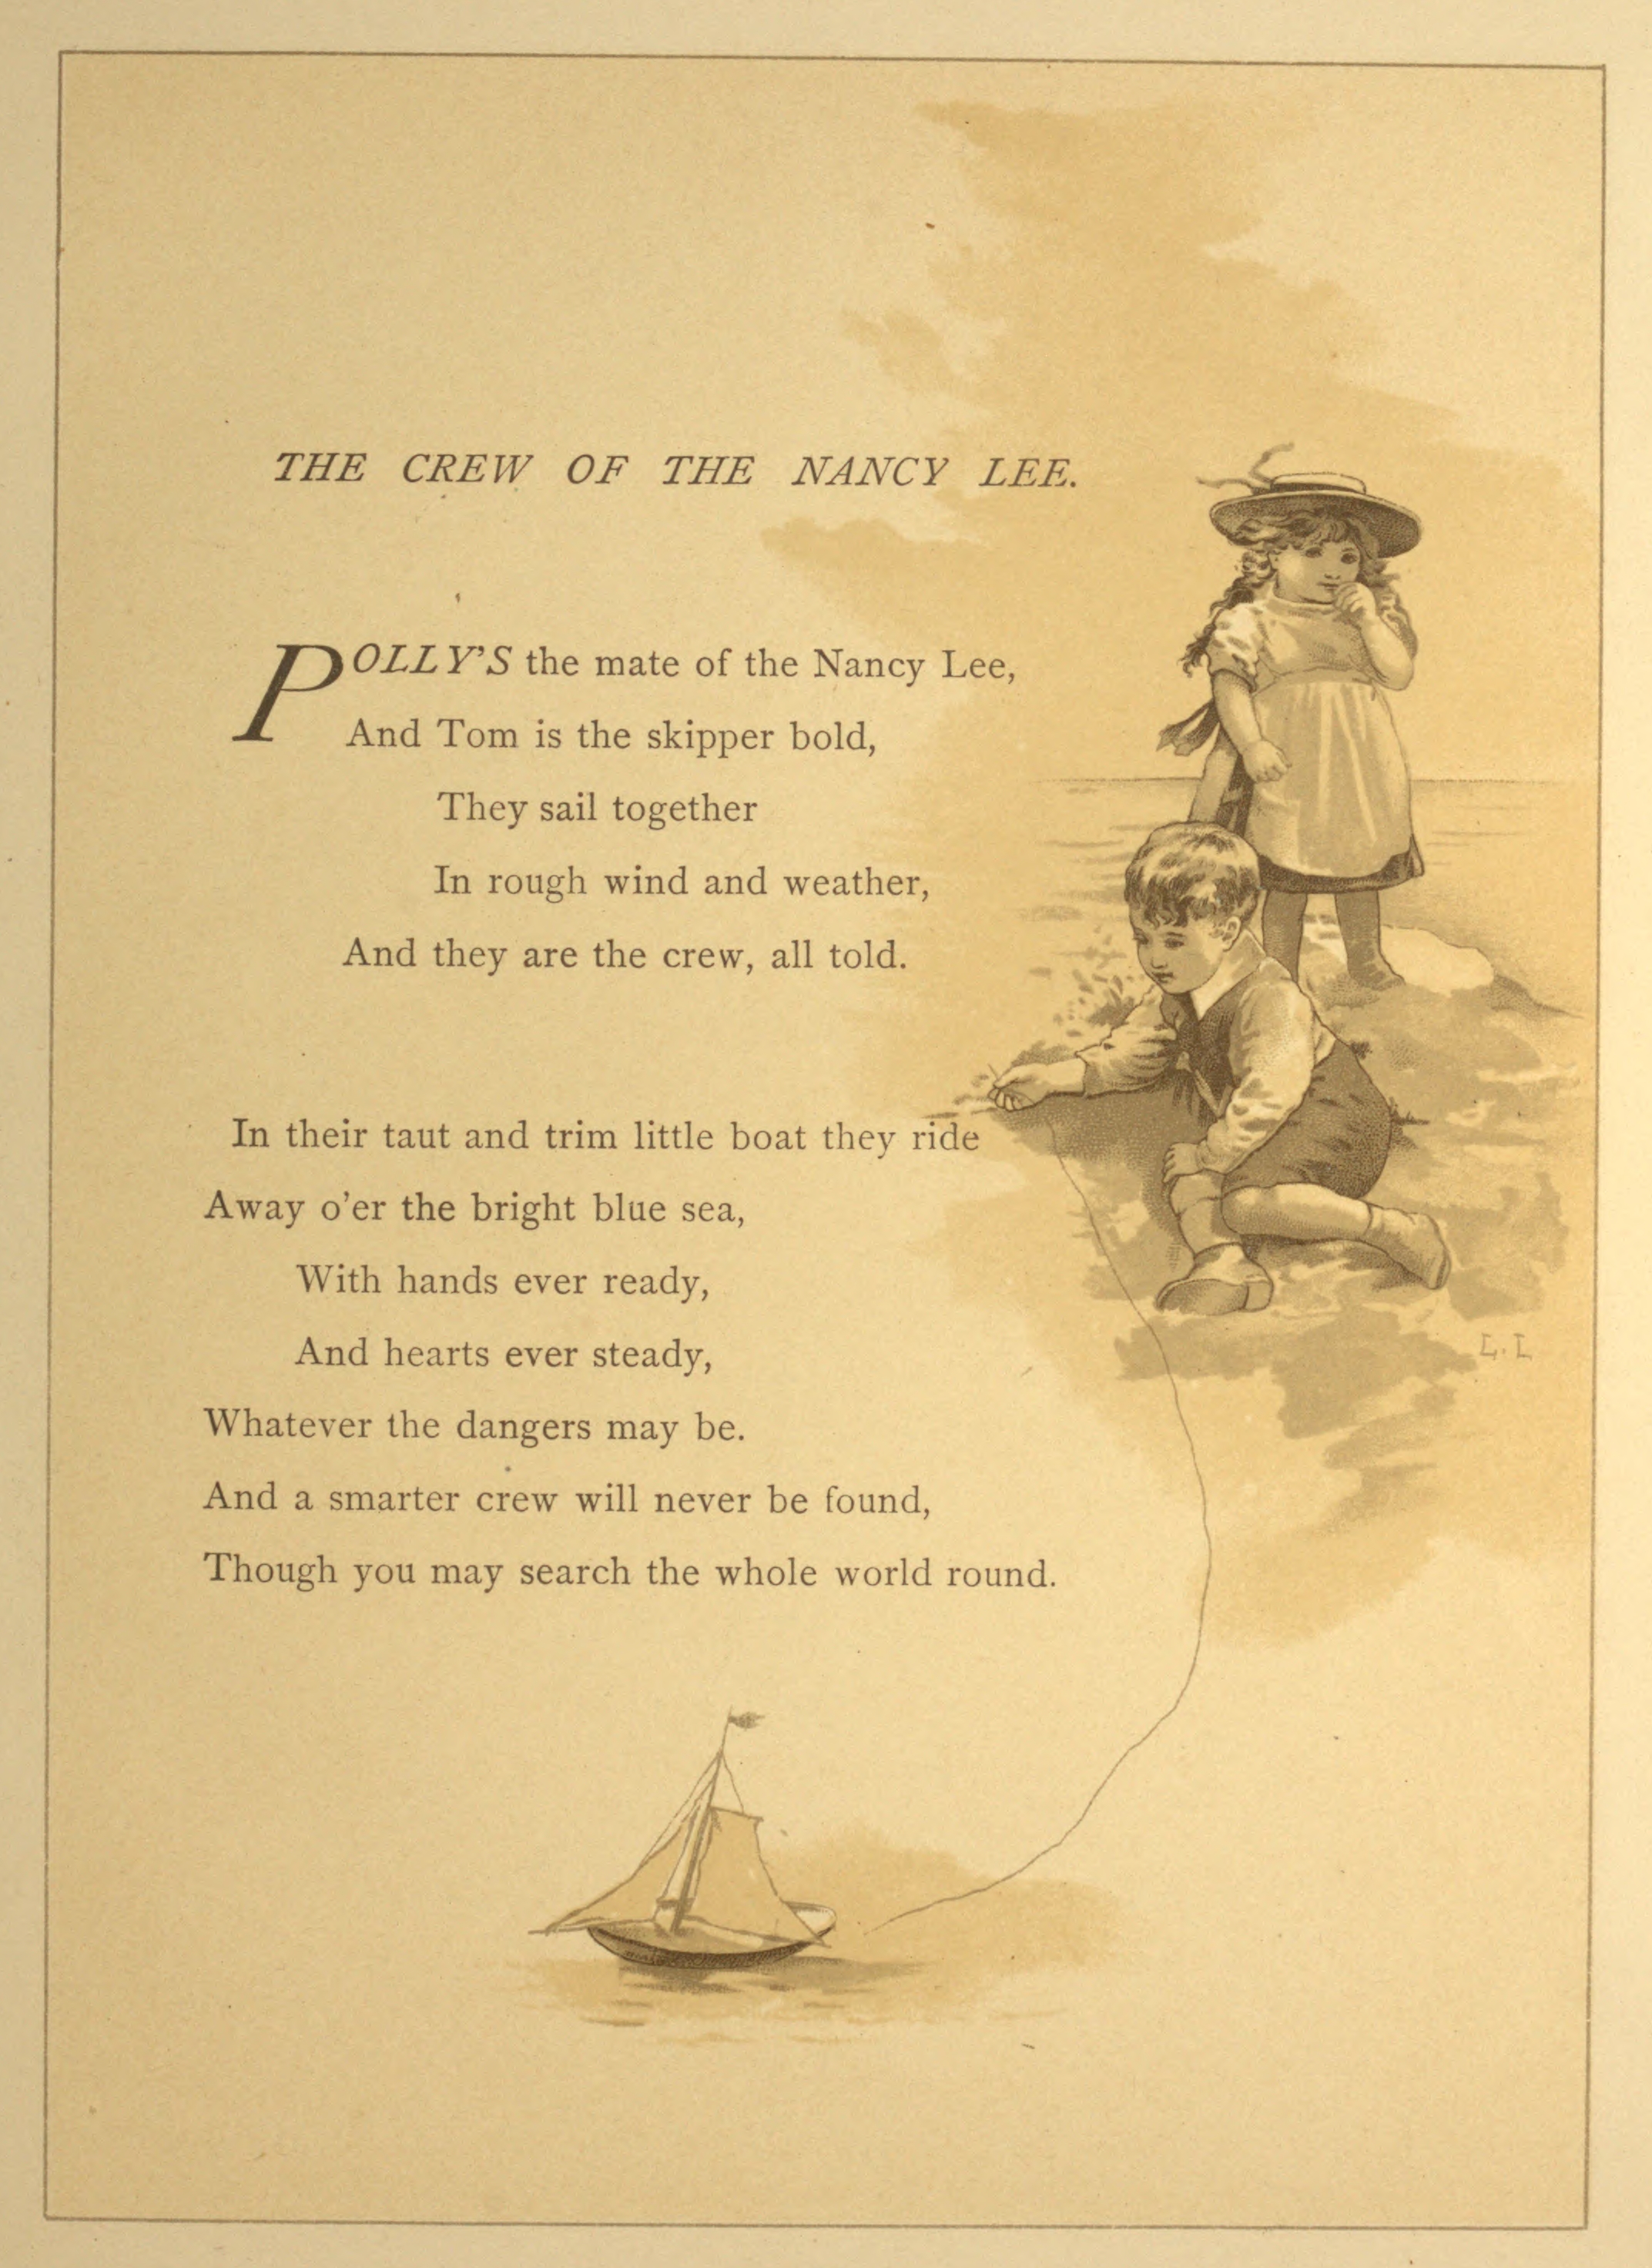 THE CREW OF THE NANCY LEE.
POLLY'S the mate of the Nancy Lee,
And Tom is the skipper bold,
They sail together
In rough wind and weather,
And they are the crew, all told.
In their taut and trim little boat they ride
Away o'er the bright blue sea,
With hands ever ready,
And hearts ever steady,
Whatever the dangers may be.
And a smarter crew will never be found,
Though you may search the whole world round.
L. L